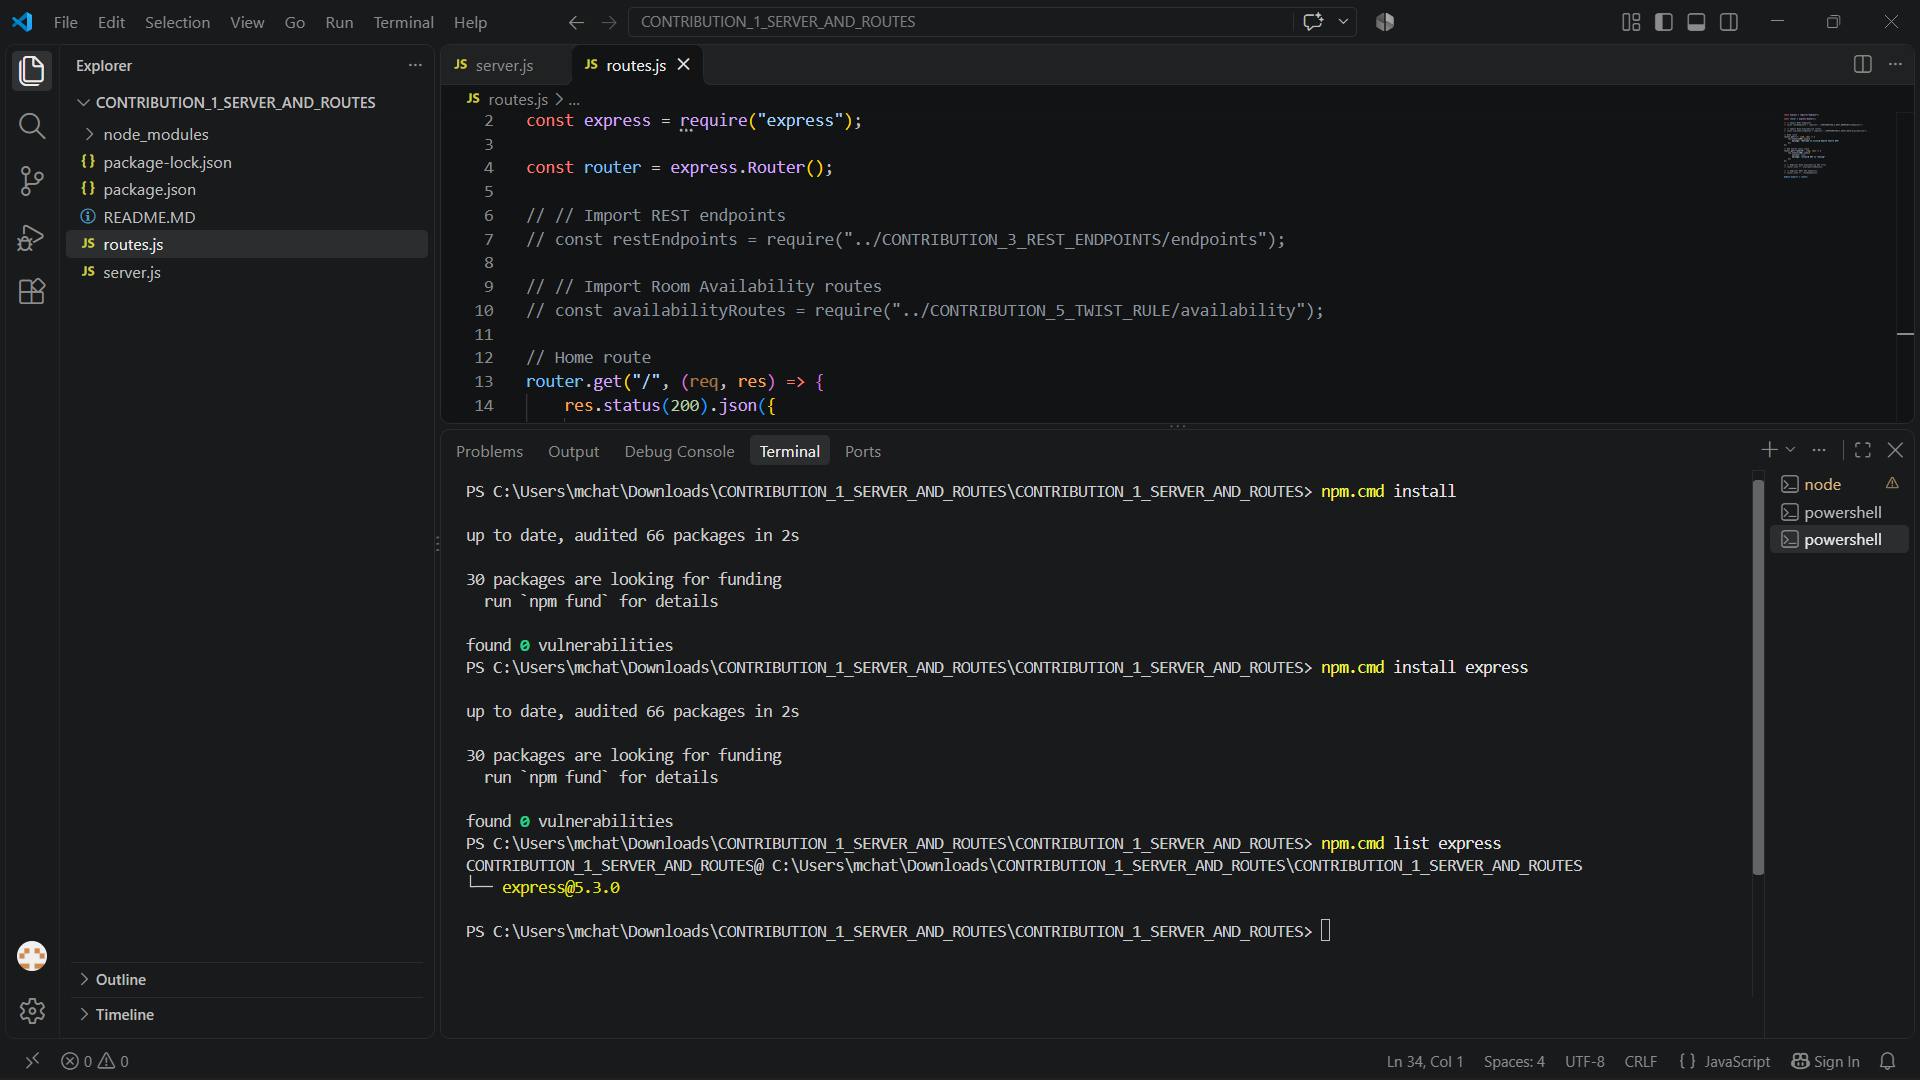 File Edit Selection View Go Run Terminal Help
CONTRIBUTION_1_SERVER_AND_ROUTES
Explorer
CONTRIBUTION_1_SERVER_AND_ROUTES
node_modules
{} package-lock.json
{} package.json
README.MD
JS routes.js
JS server.js
Outline
Timeline
JS server.js
JS routes.js
JS routes.js > ...
2 const express = require("express");
3
4 const router = express.Router();
5
6 // // Import REST endpoints
7 // const restEndpoints = require("../CONTRIBUTION_3_REST_ENDPOINTS/endpoints");
8
9 // // Import Room Availability routes
10 // const availabilityRoutes = require("../CONTRIBUTION_5_TWIST_RULE/availability");
11
12 // Home route
13 router.get("/", (req, res) => {
14 res.status(200).json({
Problems Output Debug Console Terminal Ports
PS C:\Users\mchat\Downloads\CONTRIBUTION_1_SERVER_AND_ROUTES\CONTRIBUTION_1_SERVER_AND_ROUTES> npm.cmd install
up to date, audited 66 packages in 2s
30 packages are looking for funding
run `npm fund` for details
found 0 vulnerabilities
PS C:\Users\mchat\Downloads\CONTRIBUTION_1_SERVER_AND_ROUTES\CONTRIBUTION_1_SERVER_AND_ROUTES> npm.cmd install express
up to date, audited 66 packages in 2s
30 packages are looking for funding
run `npm fund` for details
found 0 vulnerabilities
PS C:\Users\mchat\Downloads\CONTRIBUTION_1_SERVER_AND_ROUTES\CONTRIBUTION_1_SERVER_AND_ROUTES> npm.cmd list express
CONTRIBUTION_1_SERVER_AND_ROUTES@ C:\Users\mchat\Downloads\CONTRIBUTION_1_SERVER_AND_ROUTES\CONTRIBUTION_1_SERVER_AND_ROUTES
└── express@5.3.0
PS C:\Users\mchat\Downloads\CONTRIBUTION_1_SERVER_AND_ROUTES\CONTRIBUTION_1_SERVER_AND_ROUTES>
node
powershell
powershell
0 0
Ln 34, Col 1 Spaces: 4 UTF-8 CRLF {} JavaScript Sign In